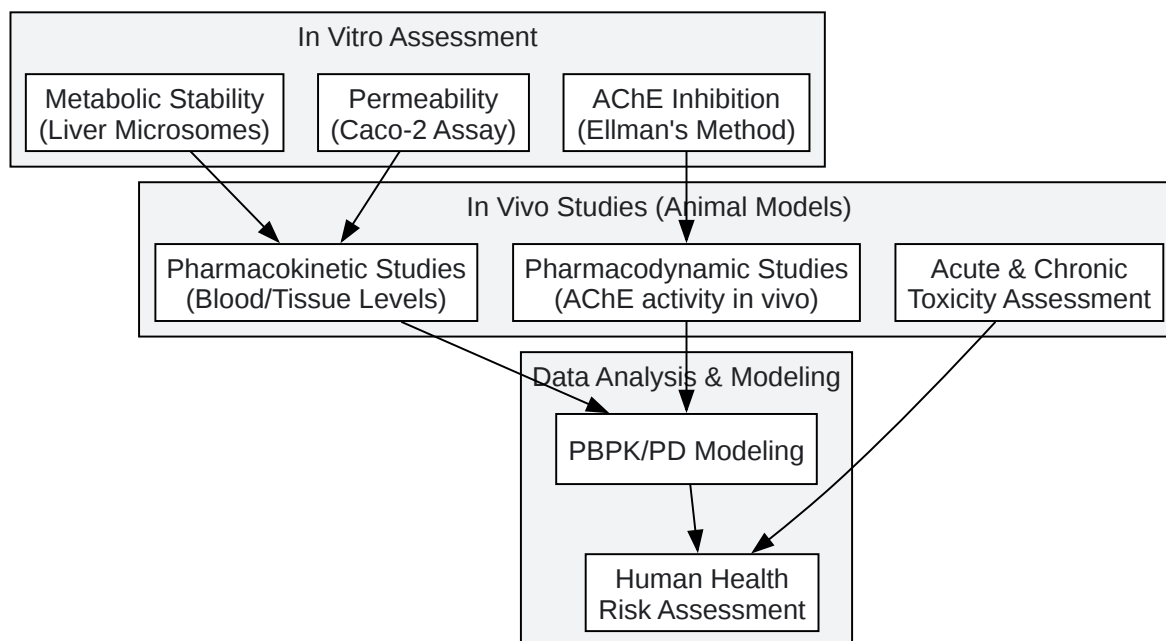 In Vitro Assessment
Metabolic Stability
(Liver Microsomes)
Permeability
(Caco-2 Assay)
AChE Inhibition
(Ellman's Method)
In Vivo Studies (Animal Models)
Pharmacokinetic Studies
(Blood/Tissue Levels)
Pharmacodynamic Studies
(AChE activity in vivo)
Acute & Chronic
Toxicity Assessment
Data Analysis & Modeling
PBPK/PD Modeling
Human Health
Risk Assessment